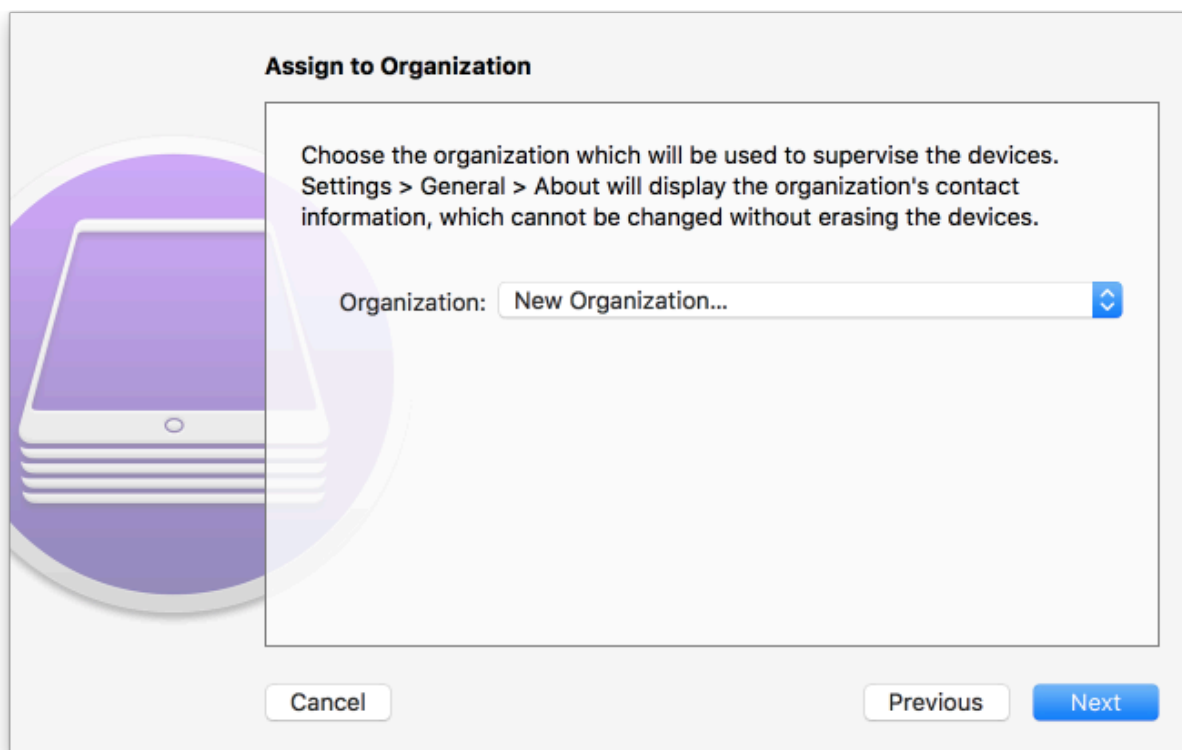 Assign to Organization
Choose the organization which will be used to supervise the devices.
Settings > General > About will display the organization's contact
information, which cannot be changed without erasing the devices.
Organization: New Organization...
Cancel Previous Next